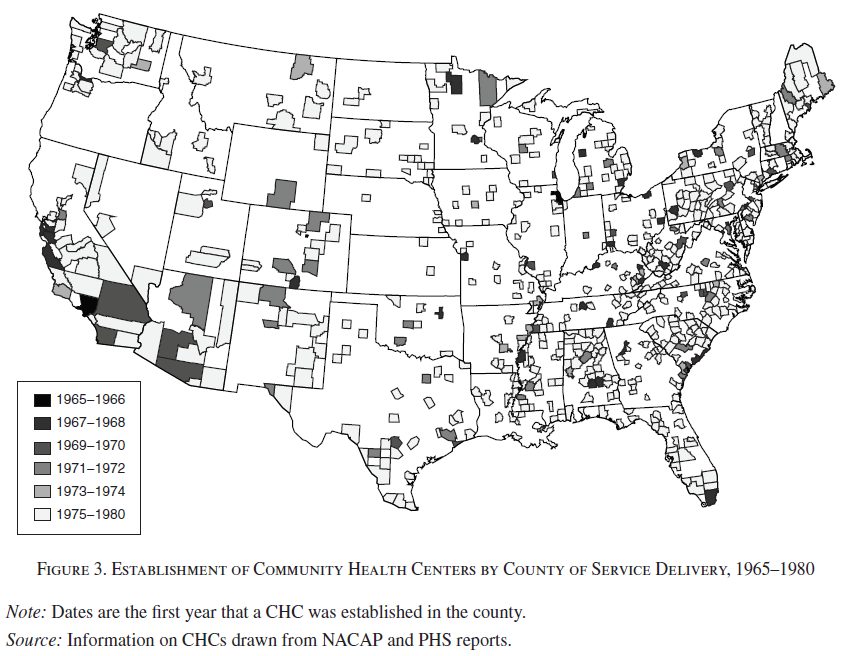 1965–1966
1967–1968
1969–1970
1971–1972
1973–1974
1975–1980
Figure 3. Establishment of Community Health Centers by County of Service Delivery, 1965–1980
Note: Dates are the first year that a CHC was established in the county.
Source: Information on CHCs drawn from NACAP and PHS reports.